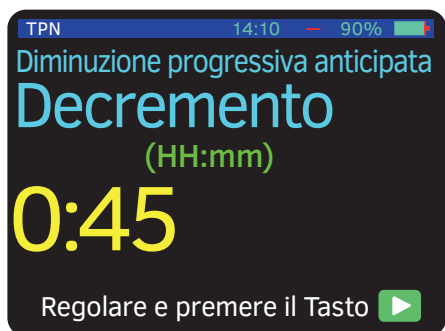 TPN 14:10 – 90%
Diminuzione progressiva anticipata
Decremento
(HH:mm)
0:45
Regolare e premere il Tasto